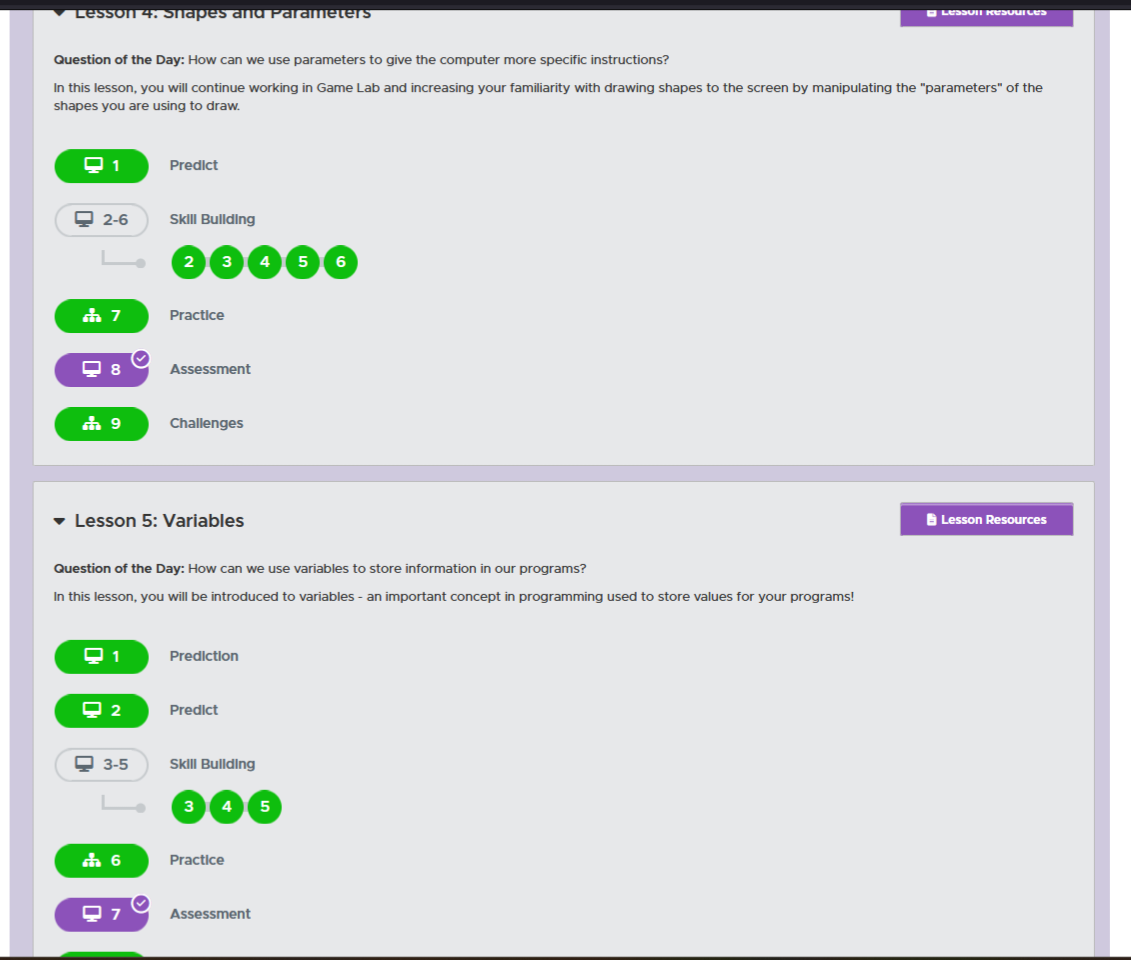 Lesson 4: Shapes and Parameters
Lesson Resources
Question of the Day: How can we use parameters to give the computer more specific instructions?
In this lesson, you will continue working in Game Lab and increasing your familiarity with drawing shapes to the screen by manipulating the "parameters" of the
shapes you are using to draw.
1 Predict
2-6 Skill Building
2 3 4 5 6
7 Practice
8 Assessment
9 Challenges
Lesson 5: Variables
Lesson Resources
Question of the Day: How can we use variables to store information in our programs?
In this lesson, you will be introduced to variables - an important concept in programming used to store values for your programs!
1 Prediction
2 Predict
3-5 Skill Building
3 4 5
6 Practice
7 Assessment